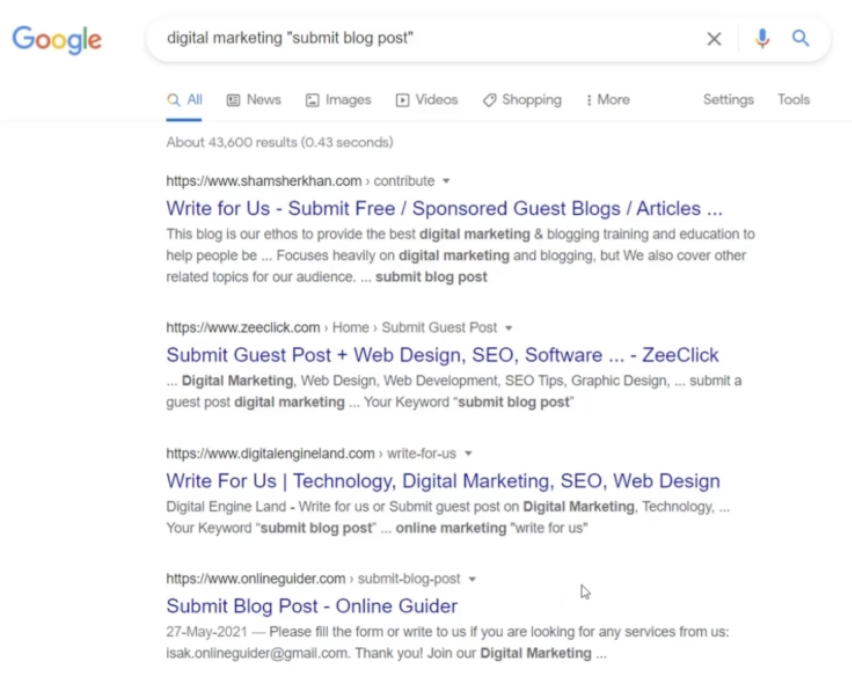 Google
digital marketing "submit blog post"
All News Images Videos Shopping More Settings Tools
About 43,600 results (0.43 seconds)
https://www.shamsherkhan.com › contribute
Write for Us - Submit Free / Sponsored Guest Blogs / Articles ...
This blog is our ethos to provide the best digital marketing & blogging training and education to
help people be ... Focuses heavily on digital marketing and blogging, but We also cover other
related topics for our audience. ... submit blog post
https://www.zeeclick.com › Home › Submit Guest Post
Submit Guest Post + Web Design, SEO, Software ... - ZeeClick
... Digital Marketing, Web Design, Web Development, SEO Tips, Graphic Design, ... submit a
guest post digital marketing ... Your Keyword “submit blog post”
https://www.digitalengineland.com › write-for-us
Write For Us | Technology, Digital Marketing, SEO, Web Design
Digital Engine Land - Write for us or Submit guest post on Digital Marketing, Technology, ...
Your Keyword “submit blog post” ... online marketing "write for us"
https://www.onlineguider.com › submit-blog-post
Submit Blog Post - Online Guider
27-May-2021 — Please fill the form or write to us if you are looking for any services from us:
isak.onlineguider@gmail.com. Thank you! Join our Digital Marketing ...